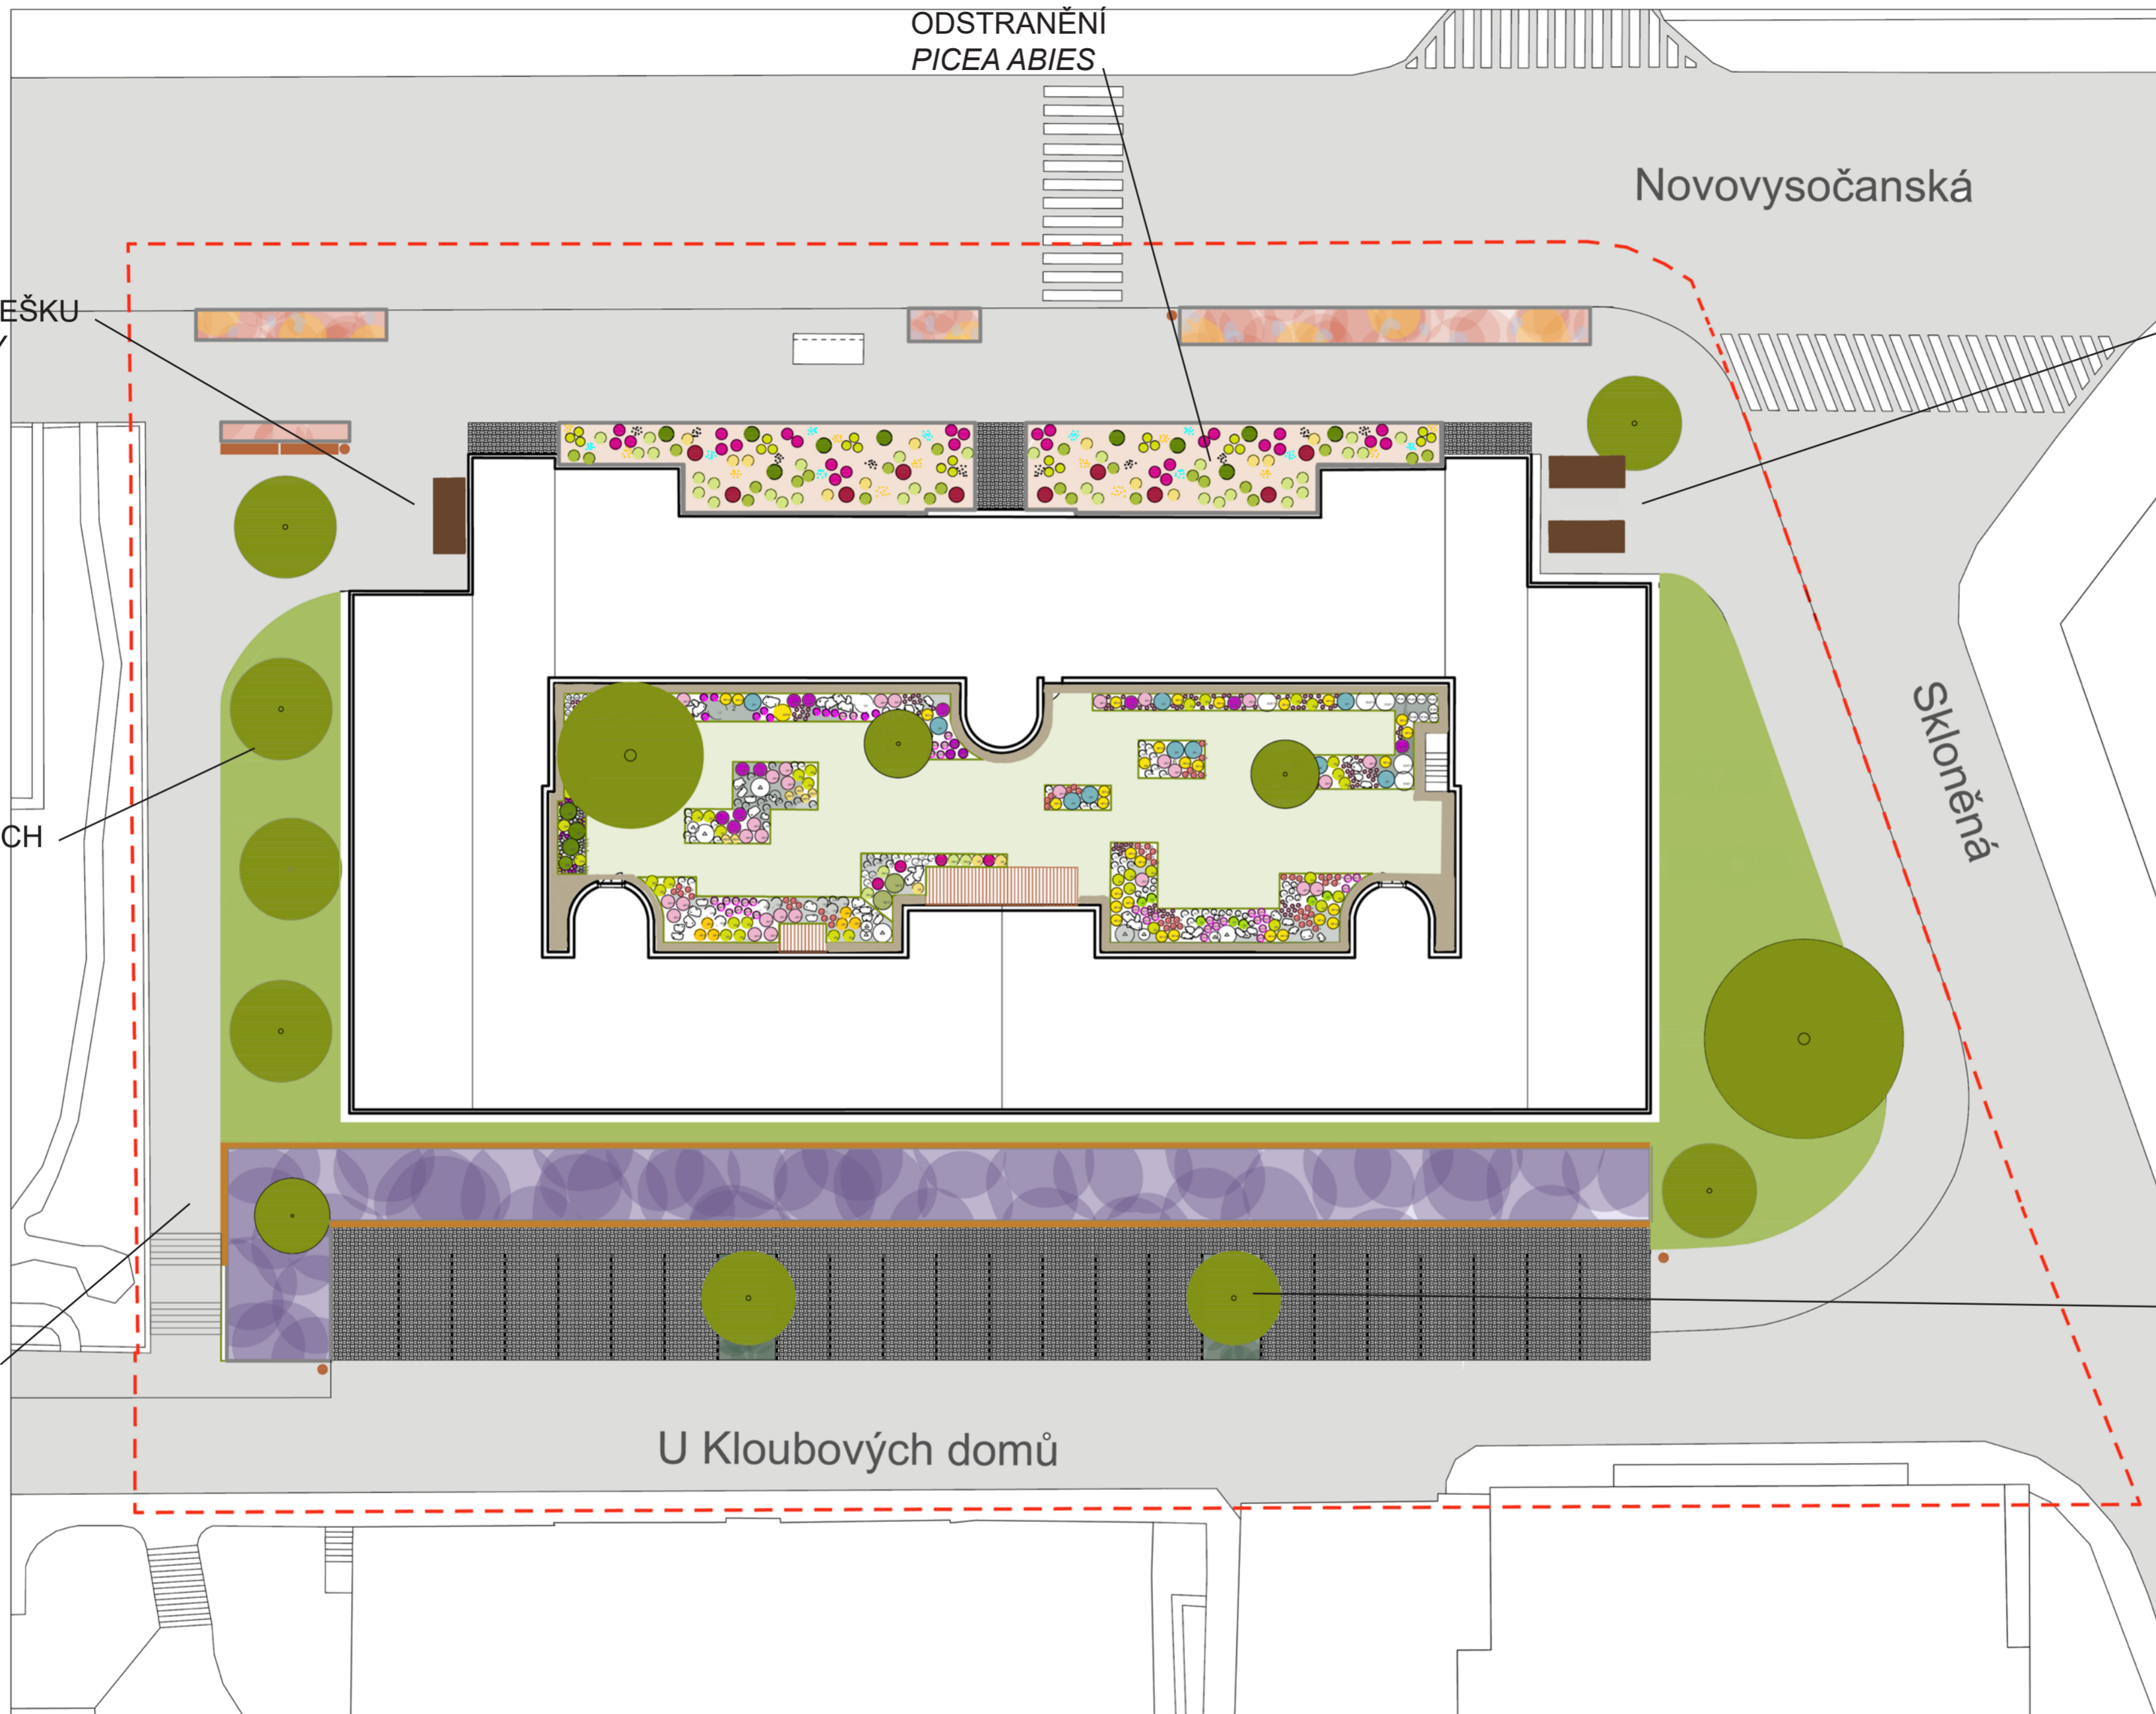 ODSTRANĚNÍ
PICEA ABIES
Novovysočanská
EŠKU
Y
Skloněná
CH
U Kloubových domů